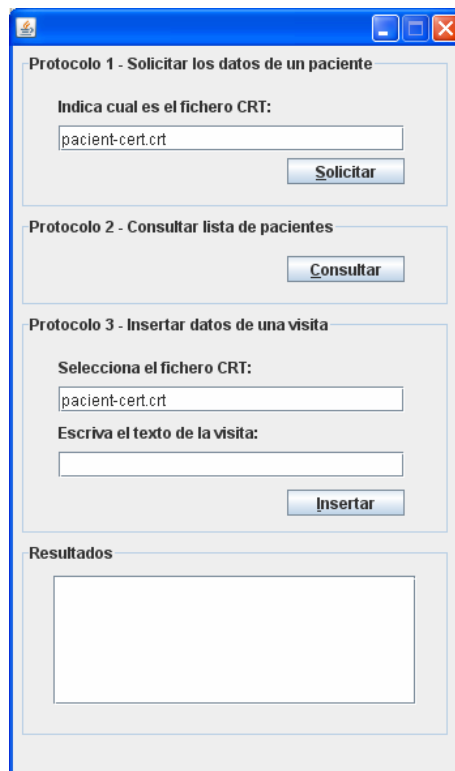 Protocolo 1 - Solicitar los datos de un paciente
Indica cual es el fichero CRT:
pacient-cert.crt
Solicitar
Protocolo 2 - Consultar lista de pacientes
Consultar
Protocolo 3 - Insertar datos de una visita
Selecciona el fichero CRT:
pacient-cert.crt
Escriva el texto de la visita:
Insertar
Resultados